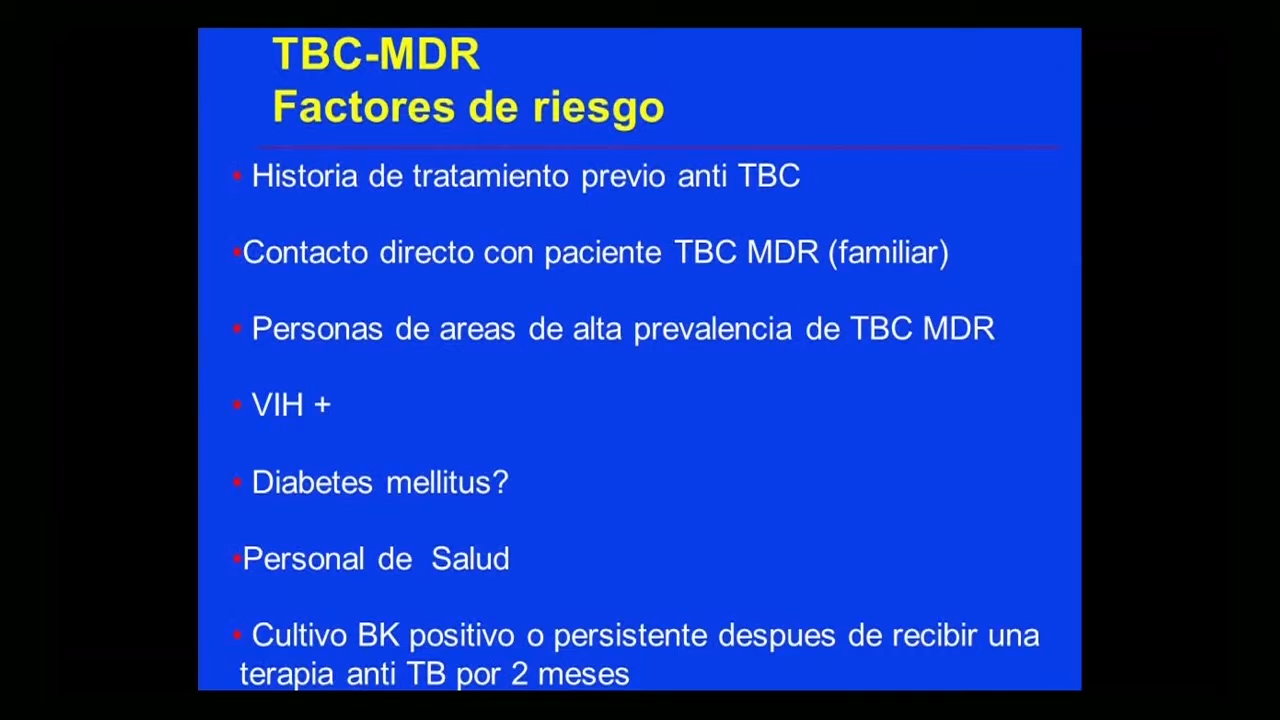 TBC-MDR
Factores de riesgo
• Historia de tratamiento previo anti TBC
•Contacto directo con paciente TBC MDR (familiar)
• Personas de areas de alta prevalencia de TBC MDR
• VIH +
• Diabetes mellitus?
•Personal de Salud
• Cultivo BK positivo o persistente despues de recibir una
terapia anti TB por 2 meses